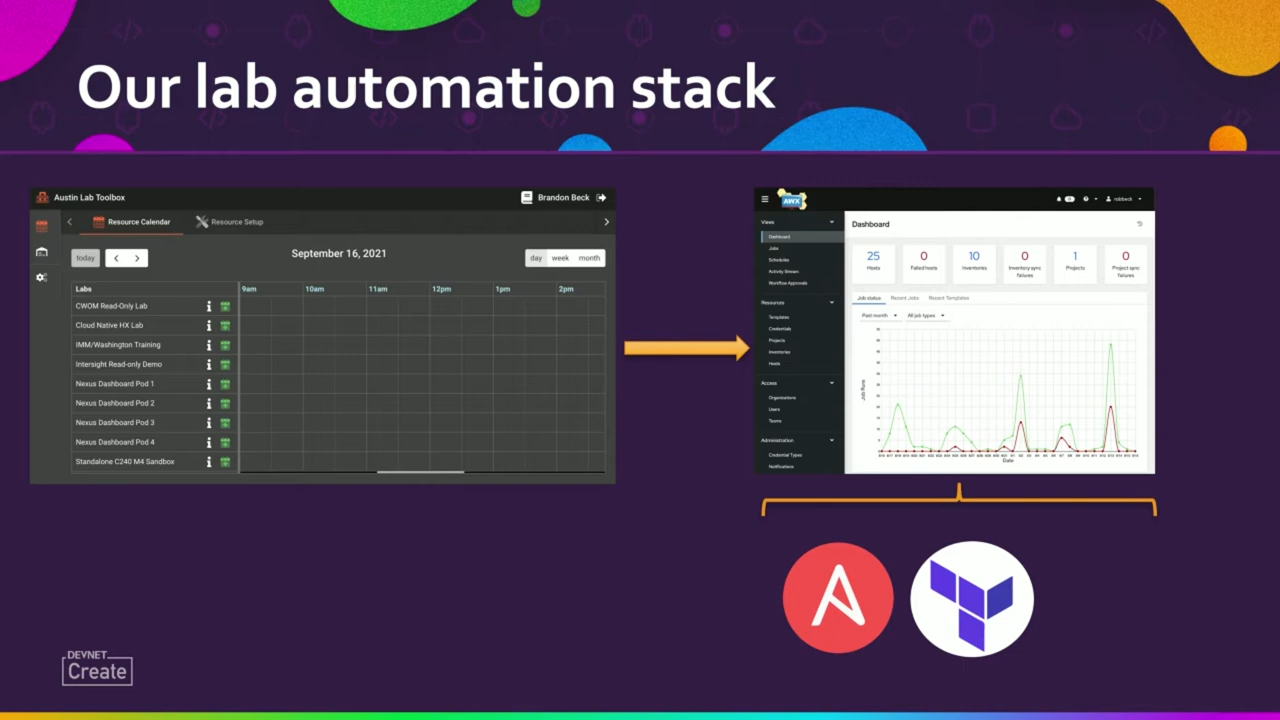 Our lab automation stack
Austin Lab Toolbox
Brandon Beck
Resource Calendar
Resource Setup
today
September 16, 2021
day week month
Labs
9am 10am 11am 12pm 1pm 2pm
CWOM Read-Only Lab
Cloud Native HX Lab
IMM/Washington Training
Intersight Read-only Demo
Nexus Dashboard Pod 1
Nexus Dashboard Pod 2
Nexus Dashboard Pod 3
Nexus Dashboard Pod 4
Standalone C240 M4 Sandbox
AWX
robbeck
Views
Dashboard
Jobs
Schedules
Activity Stream
Workflow Approvals
Resources
Templates
Credentials
Projects
Inventories
Hosts
Access
Organizations
Users
Teams
Administration
Credential Types
Notifications
Dashboard
25 0 10 0 1 0
Hosts Failed hosts Inventories Inventory sync failures Projects Project sync failures
Job status Recent Jobs Recent Templates
Past month All job types
Job Runs
Date
DEVNET
Create